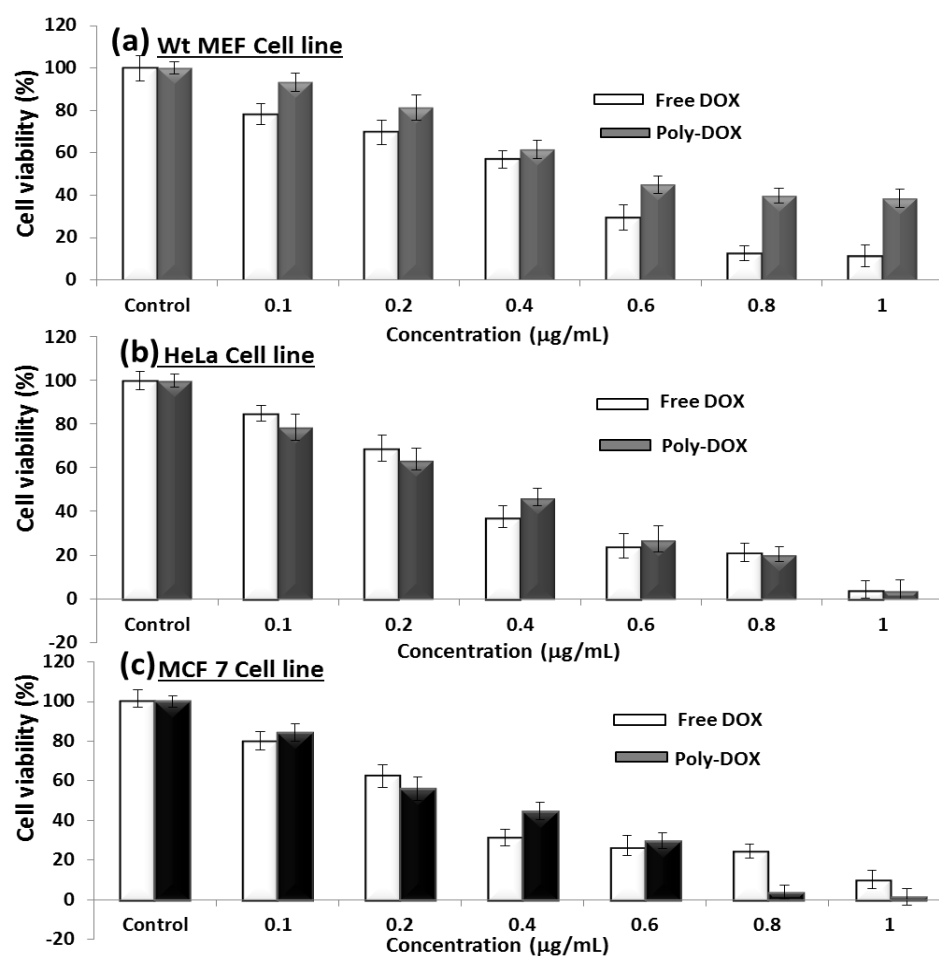 (a) Wt MEF Cell line
Cell viability (%)
120
100
80
60
40
20
0
Free DOX
Poly-DOX
Control 0.1 0.2 0.4 0.6 0.8 1
Concentration (µg/mL)
(b) HeLa Cell line
Cell viability (%)
120
100
80
60
40
20
0
-20
Free DOX
Poly-DOX
Control 0.1 0.2 0.4 0.6 0.8 1
Concentration (µg/mL)
(c) MCF 7 Cell line
Cell viability (%)
120
100
80
60
40
20
0
-20
Free DOX
Poly-DOX
Control 0.1 0.2 0.4 0.6 0.8 1
Concentration (µg/mL)